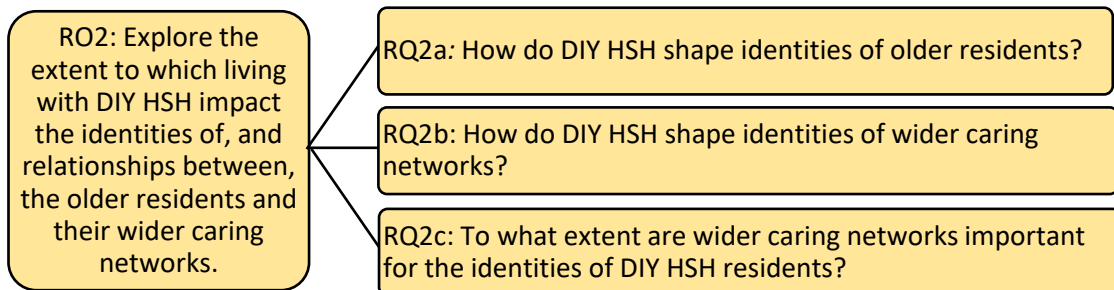 RO2: Explore the
extent to which living
with DIY HSH impact
the identities of, and
relationships between,
the older residents and
their wider caring
networks.
RQ2a: How do DIY HSH shape identities of older residents?
RQ2b: How do DIY HSH shape identities of wider caring
networks?
RQ2c: To what extent are wider caring networks important
for the identities of DIY HSH residents?